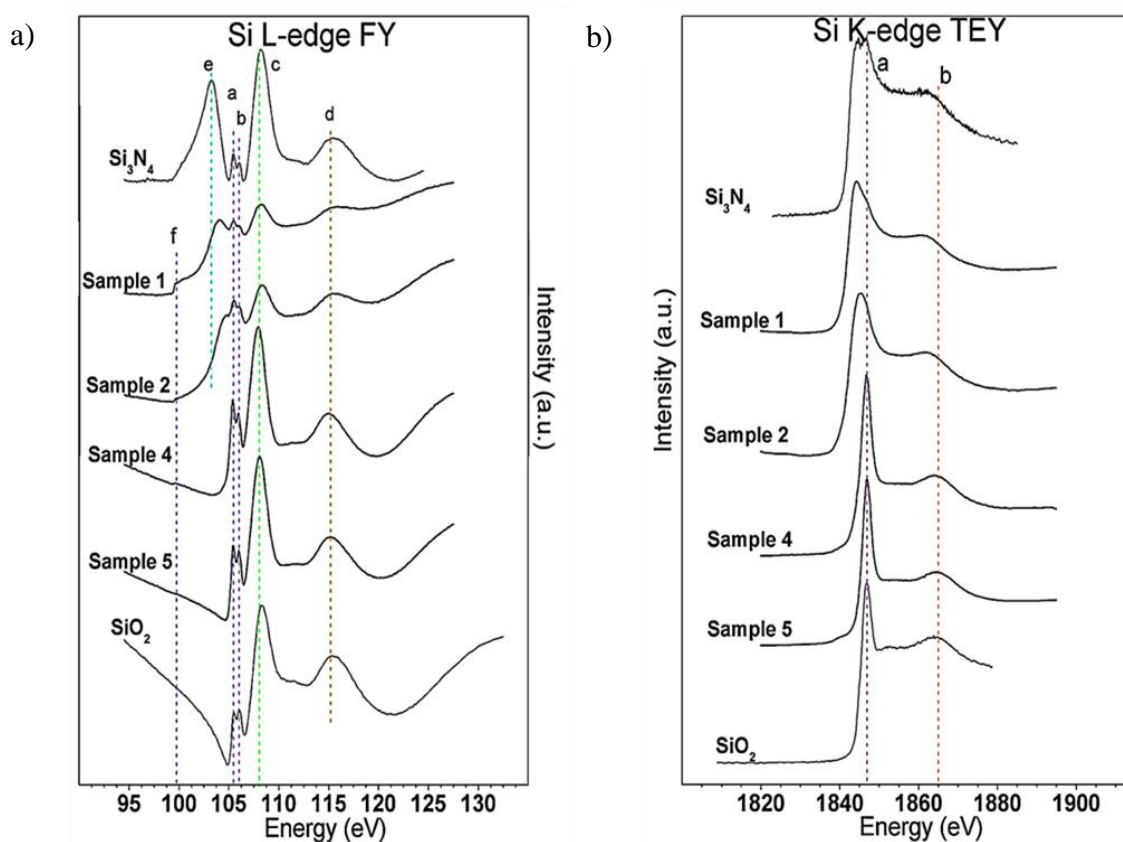 a)
Si L-edge FY
e
a
b
c
d
f
Si₃N₄
Sample 1
Sample 2
Sample 4
Sample 5
SiO₂
95 100 105 110 115 120 125 130
Energy (eV)
Intensity (a.u.)
b)
Si K-edge TEY
a
b
Si₃N₄
Sample 1
Sample 2
Sample 4
Sample 5
SiO₂
1820 1840 1860 1880 1900
Energy (eV)
Intensity (a.u.)